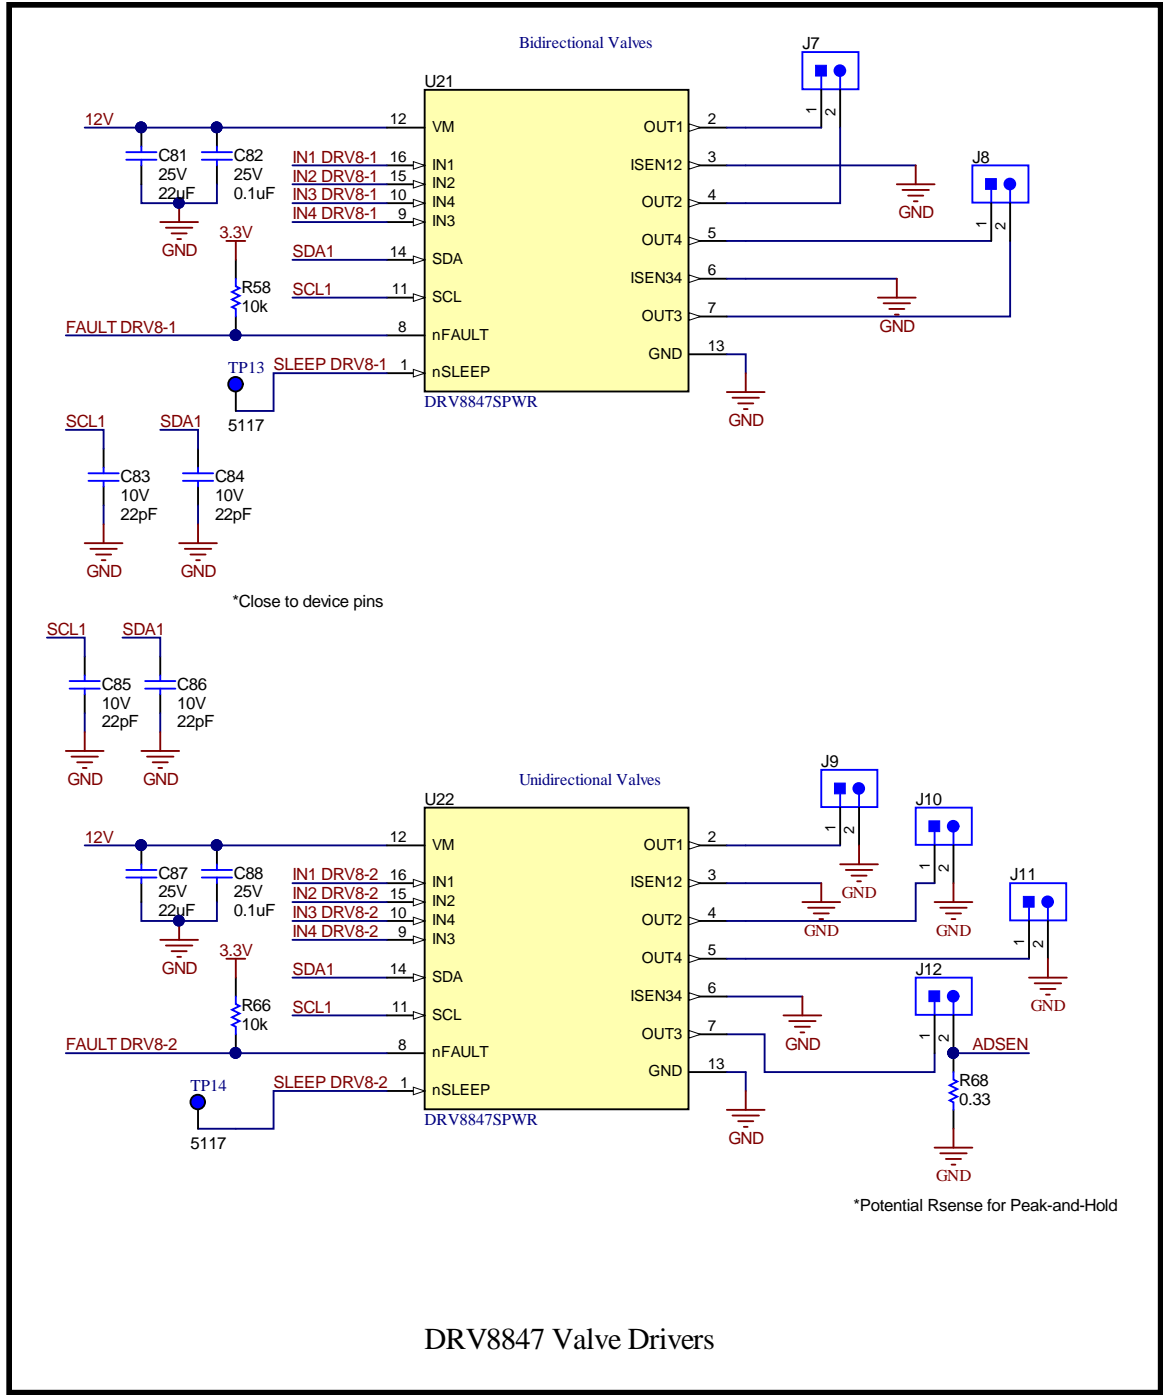 Bidirectional Valves
J7
1
2
U21
12V
12
VM
OUT1
2
C81
25V
22uF
C82
25V
0.1uF
GND
IN1 DRV8-1
16
IN1
IN2 DRV8-1
15
IN2
IN3 DRV8-1
10
IN4
IN4 DRV8-1
9
IN3
ISEN12
3
GND
OUT2
4
J8
1
2
OUT4
5
3.3V
SDA1
14
SDA
R58
10k
SCL1
11
SCL
ISEN34
6
GND
OUT3
7
FAULT DRV8-1
8
nFAULT
GND
13
GND
TP13
5117
SLEEP DRV8-1
1
nSLEEP
DRV8847SPWR
SCL1
SDA1
C83
10V
22pF
GND
C84
10V
22pF
GND
*Close to device pins
SCL1
SDA1
C85
10V
22pF
GND
C86
10V
22pF
GND
Unidirectional Valves
J9
1
2
GND
U22
12V
12
VM
OUT1
2
C87
25V
22uF
C88
25V
0.1uF
GND
IN1 DRV8-2
16
IN1
IN2 DRV8-2
15
IN2
IN3 DRV8-2
10
IN4
IN4 DRV8-2
9
IN3
ISEN12
3
GND
OUT2
4
J10
1
2
GND
J11
1
2
GND
OUT4
5
3.3V
SDA1
14
SDA
R66
10k
SCL1
11
SCL
ISEN34
6
GND
OUT3
7
J12
1
2
ADSEN
R68
0.33
GND
FAULT DRV8-2
8
nFAULT
GND
13
GND
TP14
5117
SLEEP DRV8-2
1
nSLEEP
DRV8847SPWR
*Potential Rsense for Peak-and-Hold
DRV8847 Valve Drivers